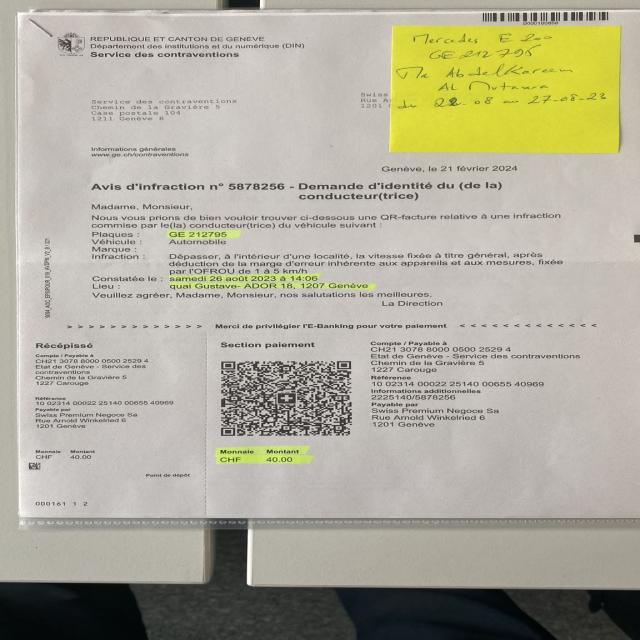 REPUBLIQUE ET CANTON DE GENEVE
Département des institutions et du numérique (DIN)
Service des contraventions
Mercedes E 200
GE 212795
Mr Abdelkareem
AL Mutawa
du 22-08 au 27-08-23
Service des contraventions
Chemin de la Gravière 5
Case postale 104
1211 Genève 8
Swiss
Rue A
1201
Informations générales
www.ge.ch/contraventions
Genève, le 21 février 2024
Avis d'infraction n° 5878256 - Demande d'identité du (de la)
conducteur(trice)
Madame, Monsieur,
Nous vous prions de bien vouloir trouver ci-dessous une QR-facture relative à une infraction
commise par le(la) conducteur(trice) du véhicule suivant :
Plaques : GE 212795
Véhicule : Automobile
Marque :
Infraction : Dépasser, à l'intérieur d'une localité, la vitesse fixée à titre général, après
déduction de la marge d'erreur inhérente aux appareils et aux mesures, fixée
par l'OFROU de 1 à 5 km/h
Constatée le : samedi 26 août 2023 à 14:06
Lieu : quai Gustave- ADOR 18, 1207 Genève
Veuillez agréer, Madame, Monsieur, nos salutations les meilleures.
La Direction
> > > > > > > > > > > > > Merci de privilégier l'E-Banking pour votre paiement < < < < < < < < < < < < <
Récépissé
Compte / Payable à
CH21 3078 8000 0500 2529 4
Etat de Genève - Service des
contraventions
Chemin de la Gravière 5
1227 Carouge
Référence
10 02314 00022 25140 00655 40969
Payable par
Swiss Premium Negoce Sa
Rue Arnold Winkelried 6
1201 Genève
Monnaie Montant
CHF 40.00
Point de dépôt
000161 1 2
Section paiement
Monnaie Montant
CHF 40.00
Compte / Payable à
CH21 3078 8000 0500 2529 4
Etat de Genève - Service des contraventions
Chemin de la Gravière 5
1227 Carouge
Référence
10 02314 00022 25140 00655 40969
Informations additionnelles
2225140/5878256
Payable par
Swiss Premium Negoce Sa
Rue Arnold Winkelried 6
1201 Genève